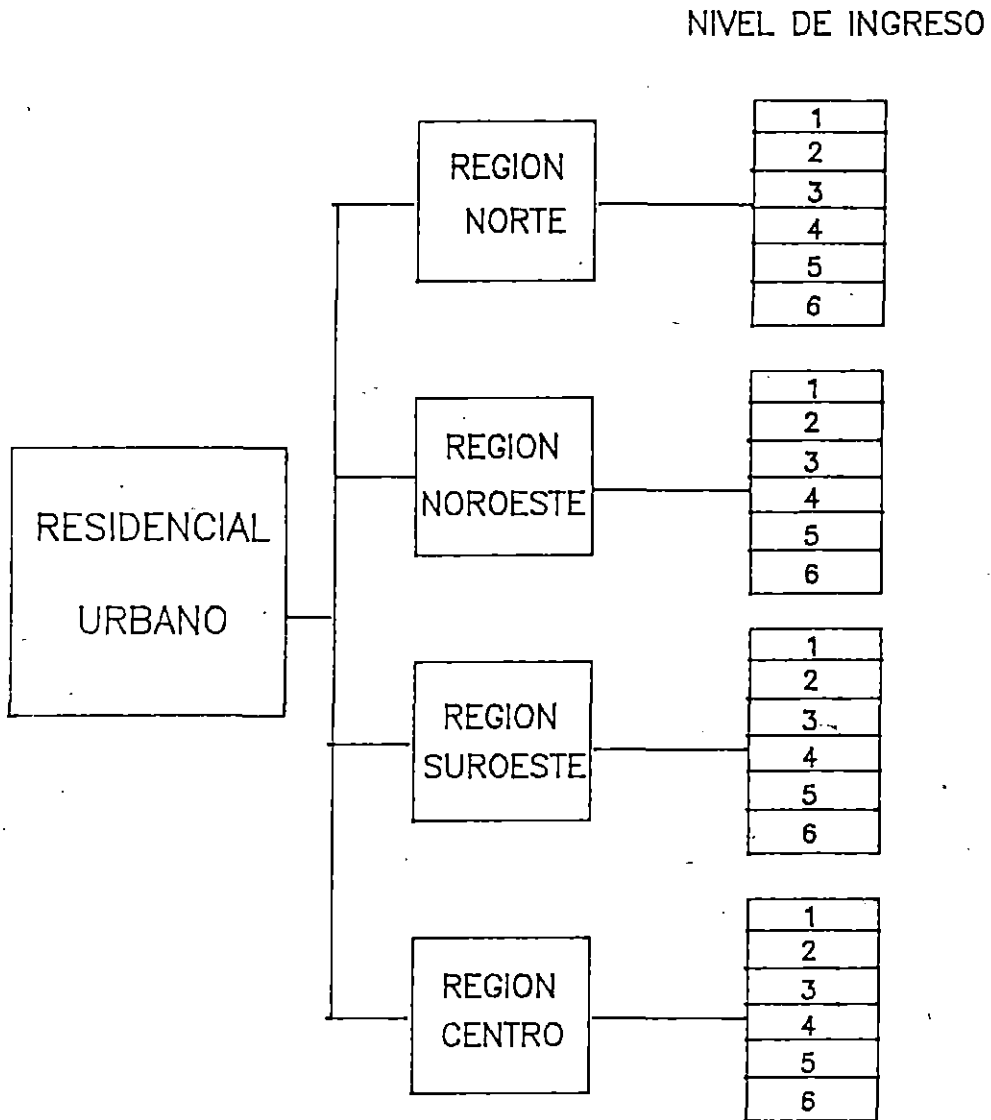 NIVEL DE INGRESO
RESIDENCIAL
URBANO
REGION
NORTE
1
2
3
4
5
6
REGION
NOROESTE
1
2
3
4
5
6
REGION
SUROESTE
1
2
3
4
5
6
REGION
CENTRO
1
2
3
4
5
6